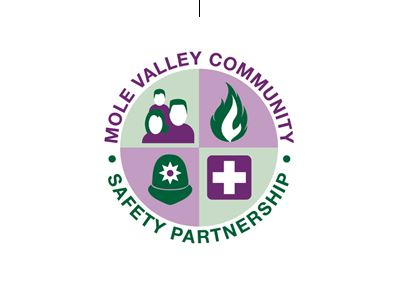 MOLE VALLEY COMMUNITY
• SAFETY PARTNERSHIP •